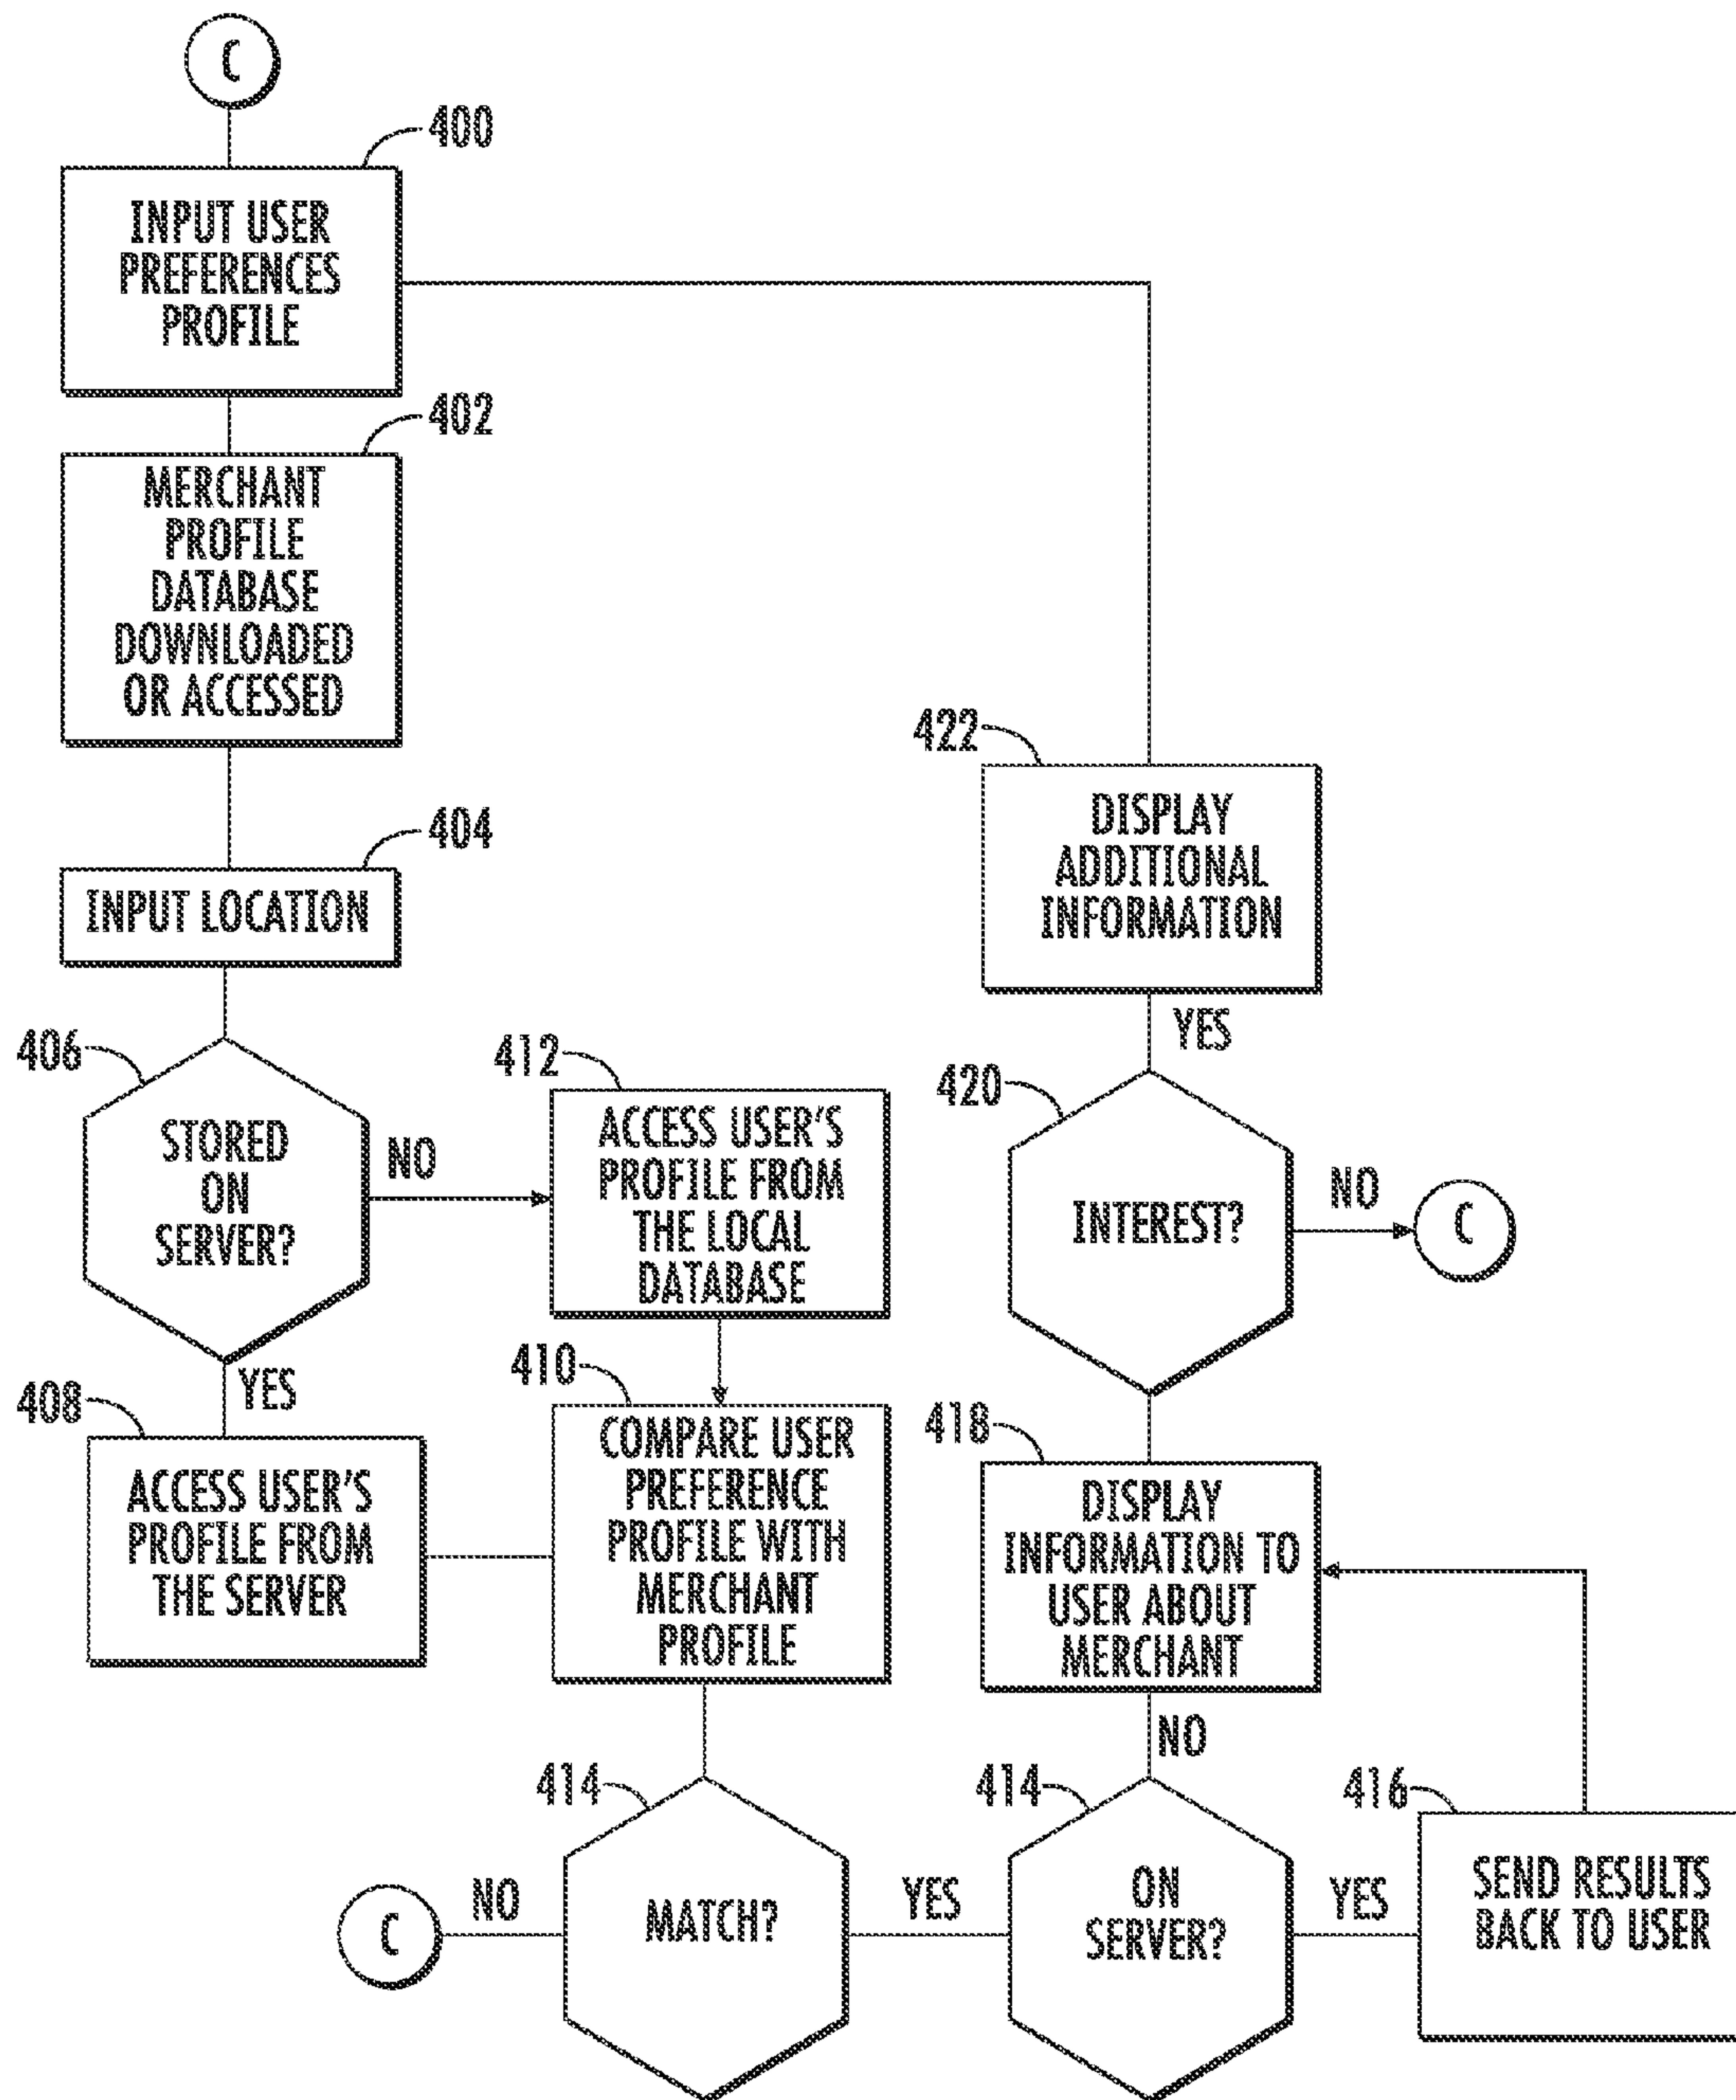 C
400
INPUT USER
PREFERENCES
PROFILE
402
MERCHANT
PROFILE
DATABASE
DOWNLOADED
OR ACCESSED
404
INPUT LOCATION
406
STORED
ON
SERVER?
NO
YES
408
ACCESS USER'S
PROFILE FROM
THE SERVER
412
ACCESS USER'S
PROFILE FROM
THE LOCAL
DATABASE
410
COMPARE USER
PREFERENCE
PROFILE WITH
MERCHANT
PROFILE
414
MATCH?
NO
C
YES
414
ON
SERVER?
YES
416
SEND RESULTS
BACK TO USER
NO
418
DISPLAY
INFORMATION TO
USER ABOUT
MERCHANT
420
INTEREST?
NO
C
YES
422
DISPLAY
ADDITIONAL
INFORMATION